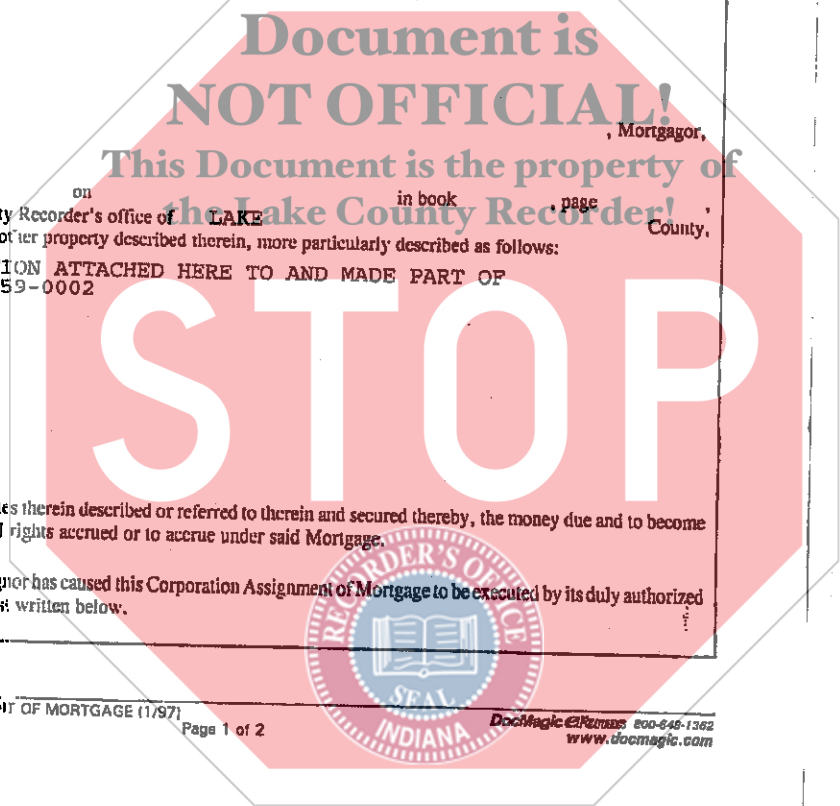 Document is
NOT OFFICIAL!
, Mortgagor,
This Document is the property of
on in book , page ,
the Lake County Recorder!
ty Recorder's office of LAKE County,
other property described therein, more particularly described as follows:
ION ATTACHED HERE TO AND MADE PART OF
59-0002
STOP
es therein described or referred to therein and secured thereby, the money due and to become
rights accrued or to accrue under said Mortgage.
nor has caused this Corporation Assignment of Mortgage to be executed by its duly authorized
st written below.
RECORDER'S OFFICE
SEAL
INDIANA
T OF MORTGAGE (1/97)
Page 1 of 2
DocMagic 800-649-1362
www.docmagic.com